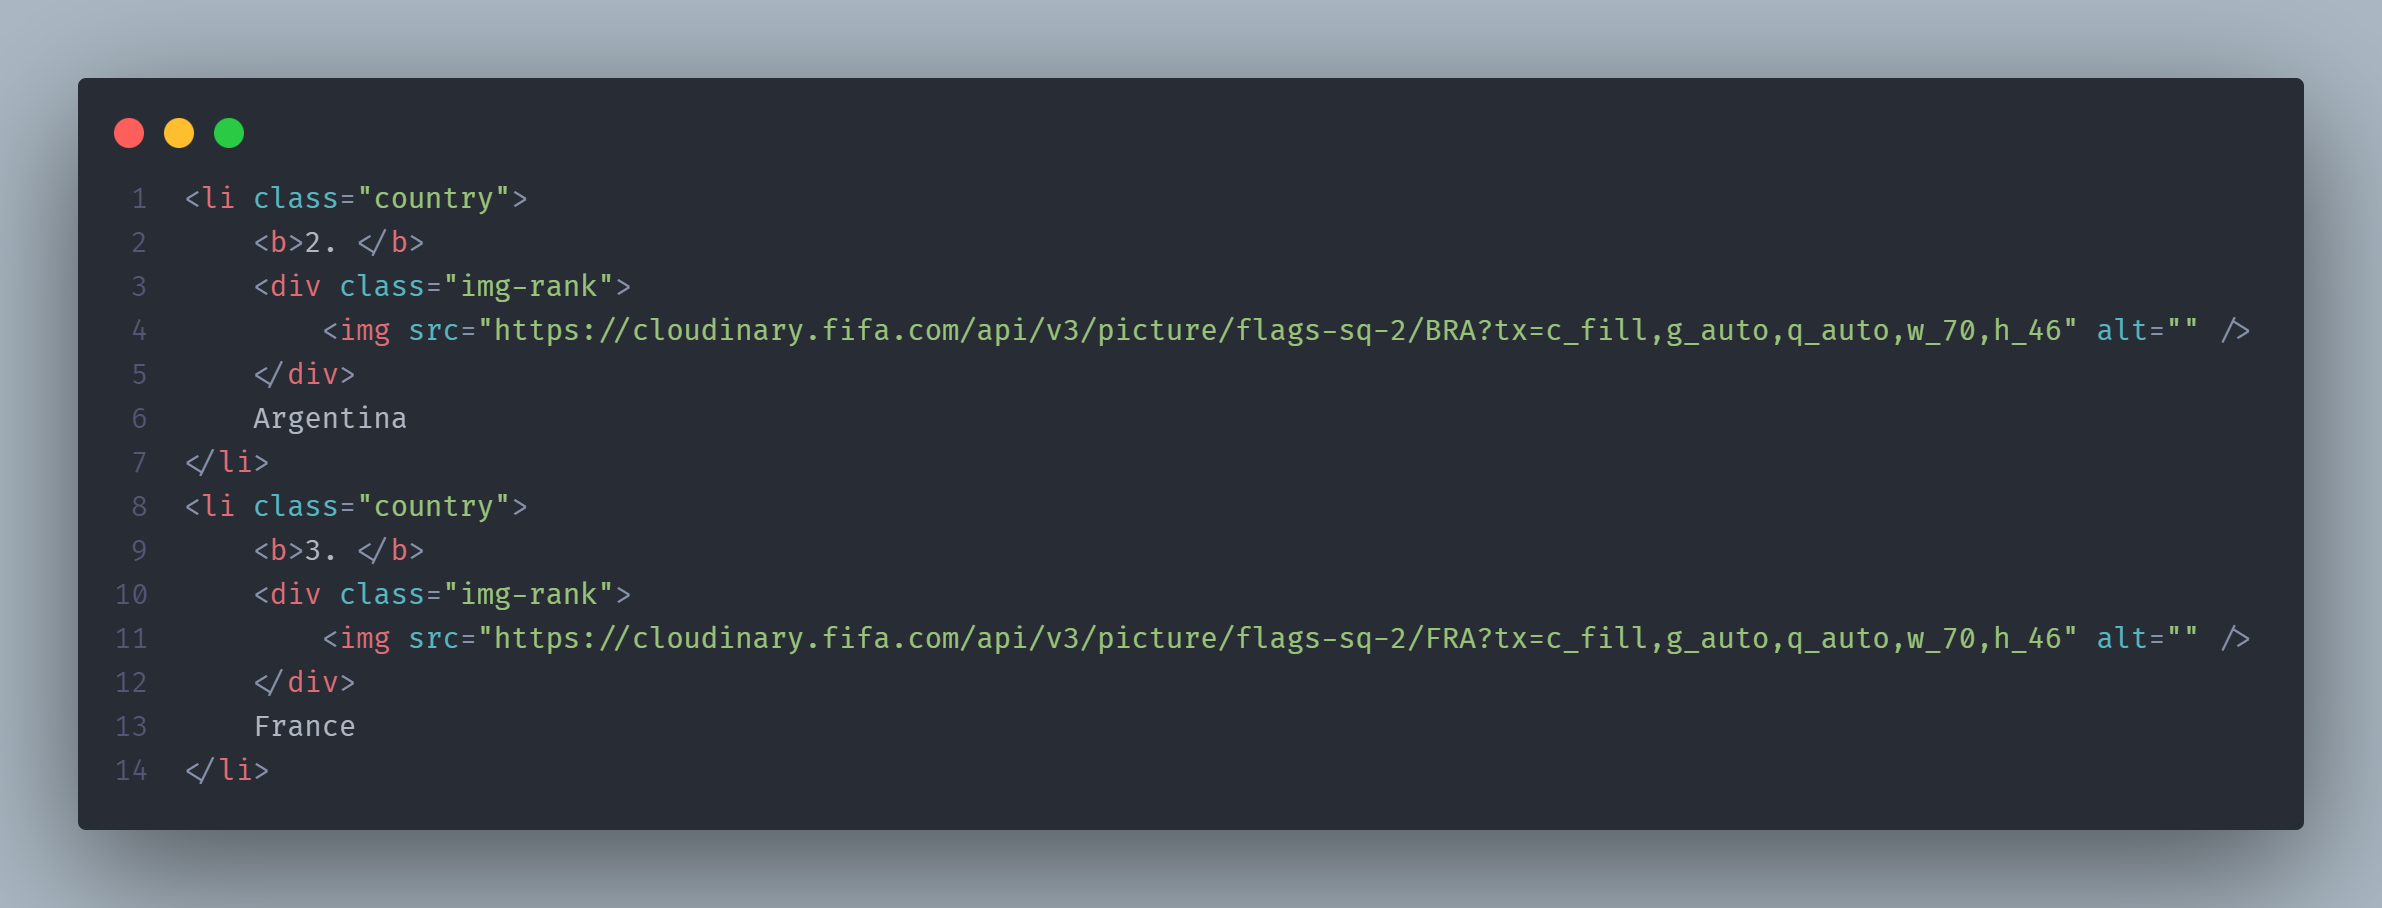 1 <li class="country">
2     <b>2. </b>
3     <div class="img-rank">
4         <img src="https://cloudinary.fifa.com/api/v3/picture/flags-sq-2/BRA?tx=c_fill,g_auto,q_auto,w_70,h_46" alt="" />
5     </div>
6     Argentina
7 </li>
8 <li class="country">
9     <b>3. </b>
10     <div class="img-rank">
11         <img src="https://cloudinary.fifa.com/api/v3/picture/flags-sq-2/FRA?tx=c_fill,g_auto,q_auto,w_70,h_46" alt="" />
12     </div>
13     France
14 </li>